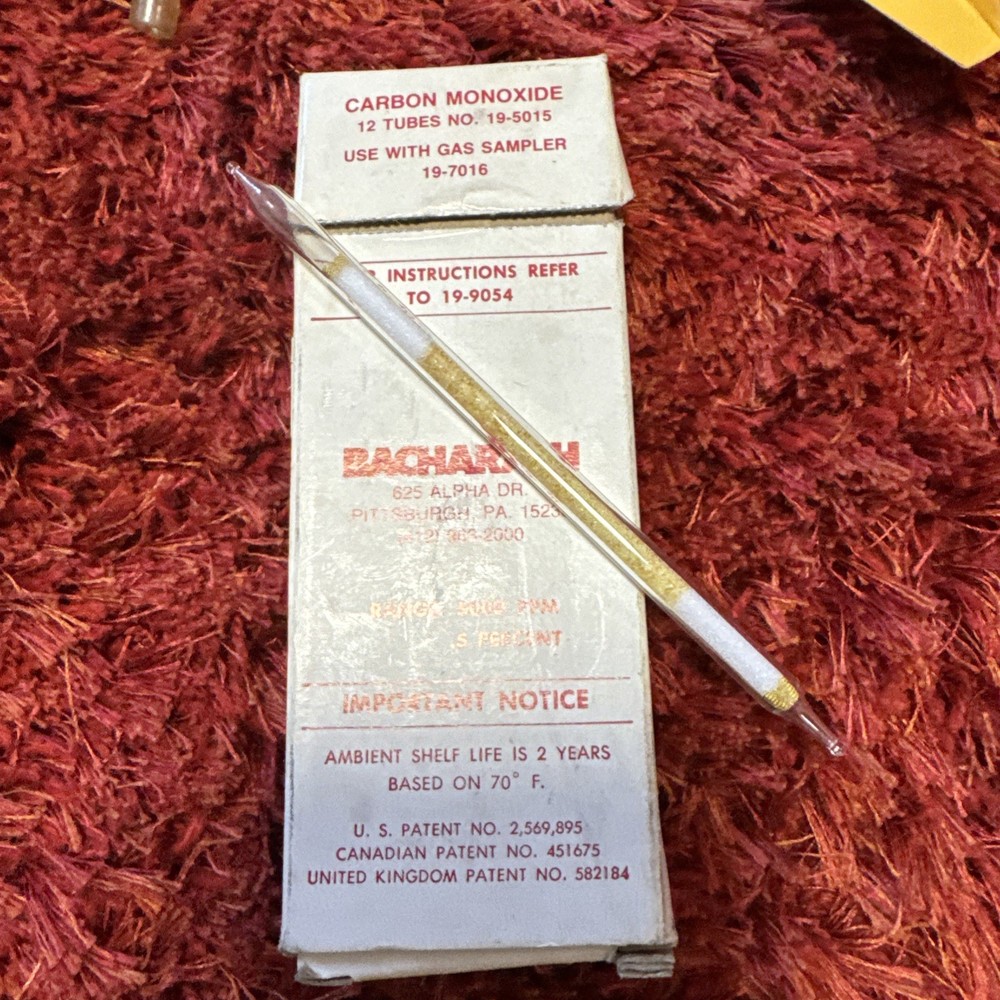 CARBON MONOXIDE
12 TUBES NO. 19-5015
USE WITH GAS SAMPLER
19-7016
INSTRUCTIONS REFER
TO 19-9054
625 ALPHA DR.
PITTSBURGH, PA.
IMPORTANT NOTICE
AMBIENT SHELF LIFE IS 2 YEARS
BASED ON 70° F.
U. S. PATENT NO. 2,569,895
CANADIAN PATENT NO. 451675
UNITED KINGDOM PATENT NO. 582184